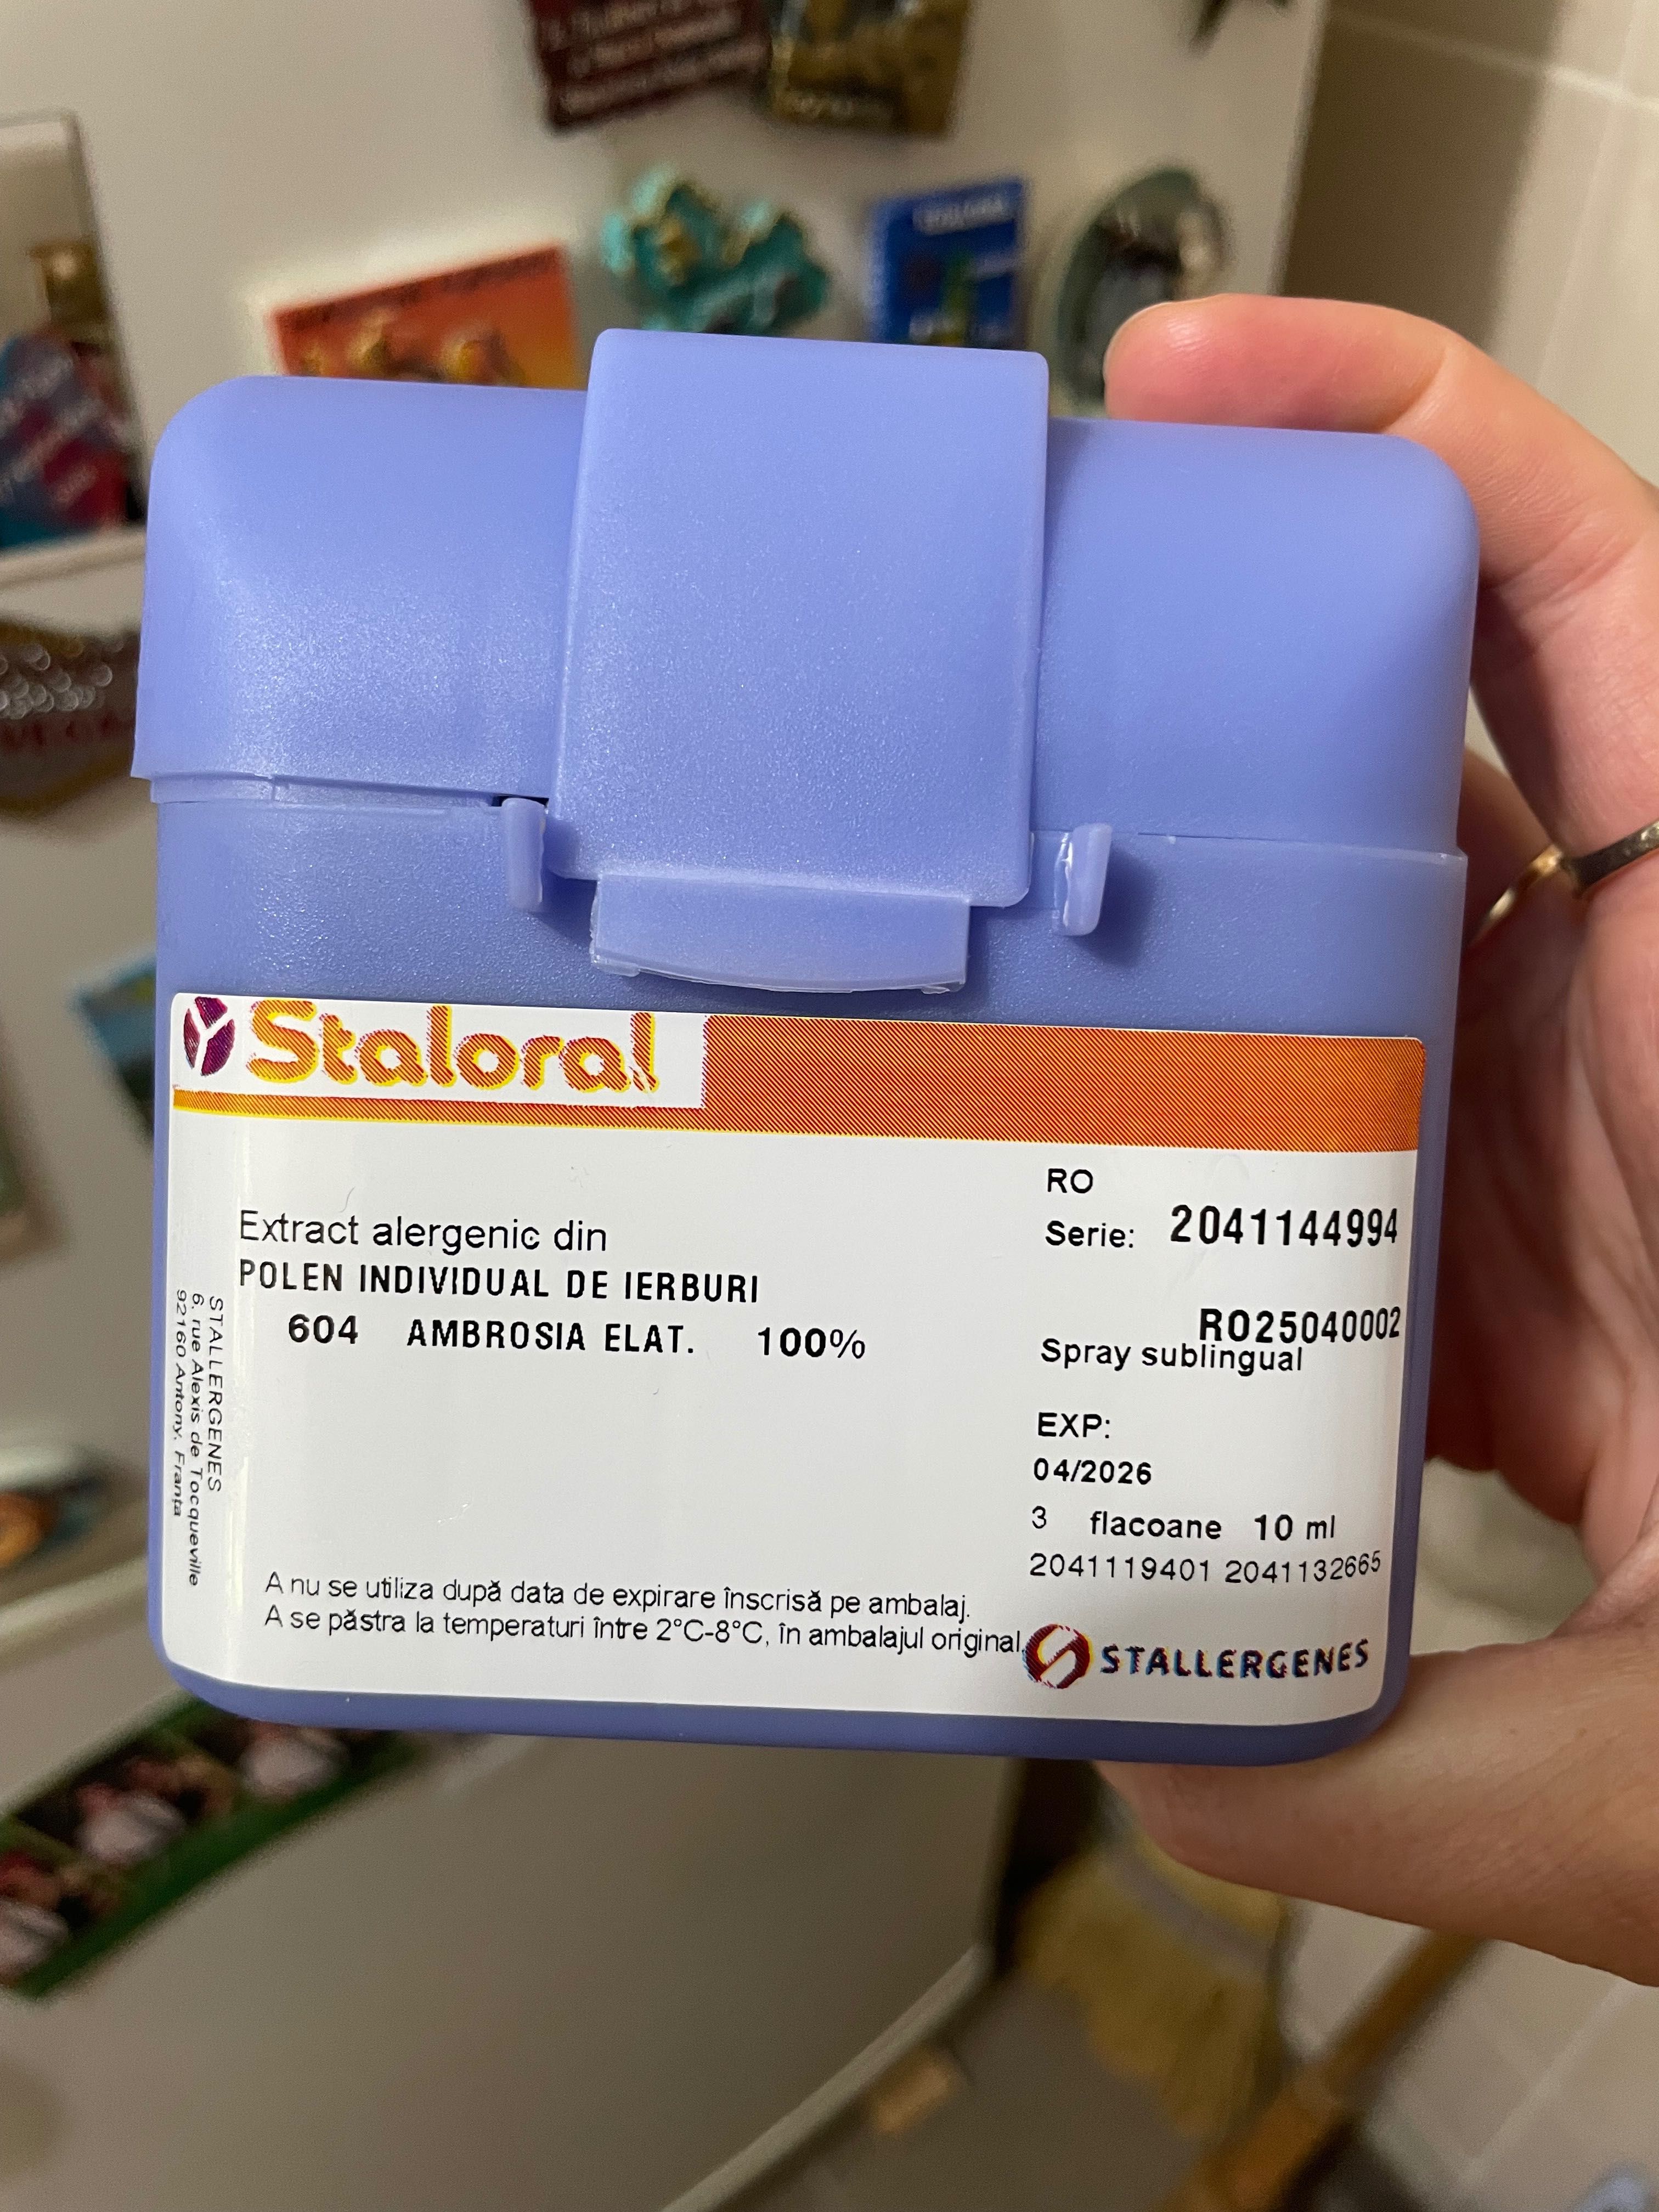 Staloral
RO
Serie: 2041144994
Extract alergenic din
POLEN INDIVIDUAL DE IERBURI
604 AMBROSIA ELAT. 100%
RO25040002
Spray sublingual
EXP:
04/2026
3 flacoane 10 ml
2041119401 2041132665
STALLERGENES
6, rue Alexis de Tocqueville
92160 Antony, Franța
A nu se utiliza după data de expirare înscrisă pe ambalaj.
A se păstra la temperaturi între 2°C-8°C, în ambalajul original.
STALLERGENES